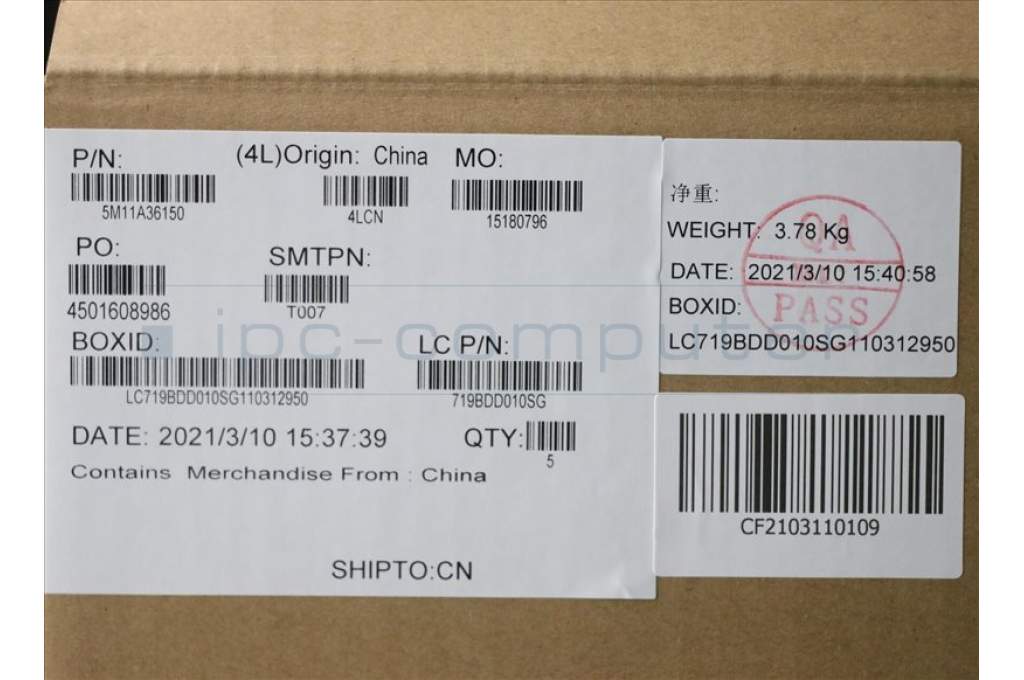 P/N:
5M11A36150
(4L)Origin: China
4LCN
MO:
15180796
PO:
4501608986
SMTPN:
T007
BOXID:
LC719BDD010SG110312950
LC P/N:
719BDD010SG
DATE: 2021/3/10 15:37:39
QTY:
5
Contains Merchandise From : China
SHIPTO:CN
净重:
WEIGHT: 3.78 Kg
DATE: 2021/3/10 15:40:58
BOXID:
LC719BDD010SG110312950
QA
PASS
CF2103110109
ipc-computer